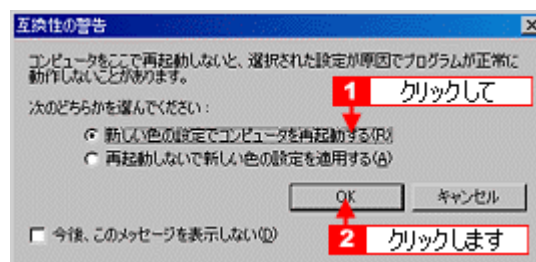 互換性の警告
コンピュータをここで再起動しないと、選択された設定が原因でプログラムが正常に
動作しないことがあります。
1 クリックして
次のどちらかを選んでください：
新しい色の設定でコンピュータを再起動する(R)
再起動しないで新しい色の設定を適用する(A)
OK
キャンセル
今後、このメッセージを表示しない(D)
2 クリックします